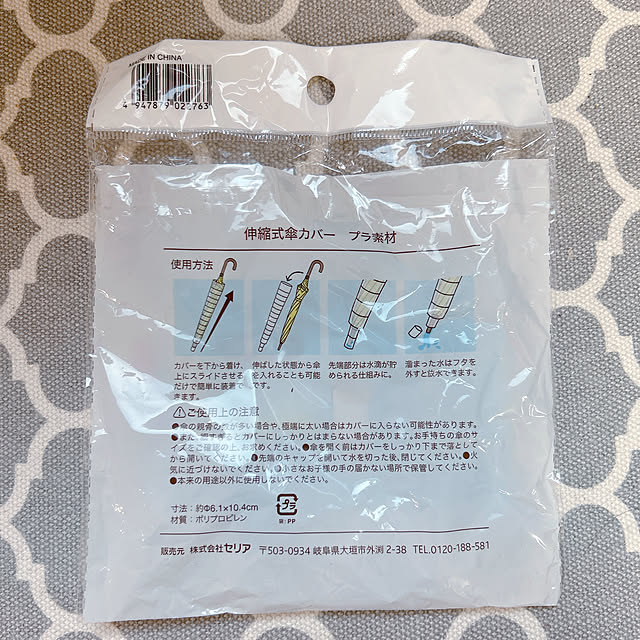 MADE IN CHINA
伸縮式傘カバー プラ素材
使用方法
カバーを下から着け、
上にスライドさせる
だけで簡単に装着で
きます。
伸ばした状態から傘
を入れることも可能
です。
先端部分は水滴が貯
められる仕組みに。
溜まった水はフタを
外すと排水できます。
⚠ご使用上の注意
●傘の親骨の数が多い場合や、極端に太い場合はカバーに入らない可能性があります。
●また、細すぎるとカバーにしっかりとはまらない場合があります。お手持ちの傘のサ
イズをご確認の上、お求めください。●傘を開く前はカバーをしっかり下まで落として
から開いてください。●先端のキャップを開いて水を切った後、閉じてください。●火
気に近づけないでください。●小さなお子様の手の届かない場所で保管してください。
●本来の用途以外に使用しないでください。
寸法：約Φ6.1×10.4cm
材質：ポリプロピレン
プラ
袋:PP
販売元 株式会社セリア 〒503-0934 岐阜県大垣市外渕 2-38 TEL.0120-188-581